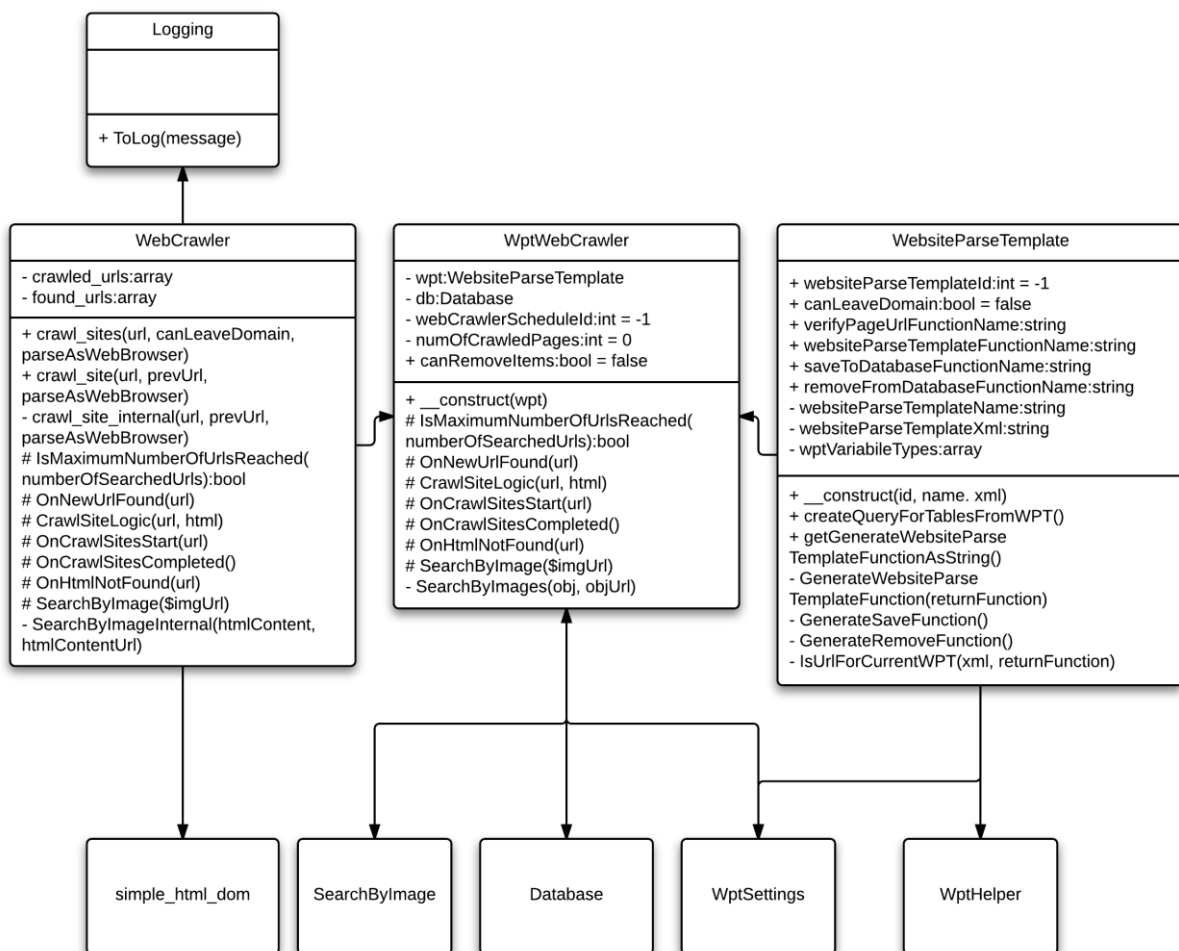 Logging
+ ToLog(message)
WebCrawler
- crawled_urls:array
- found_urls:array
+ crawl_sites(url, canLeaveDomain,
parseAsWebBrowser)
+ crawl_site(url, prevUrl,
parseAsWebBrowser)
- crawl_site_internal(url, prevUrl,
parseAsWebBrowser)
# IsMaximumNumberOfUrlsReached(
numberOfSearchedUrls):bool
# OnNewUrlFound(url)
# CrawlSiteLogic(url, html)
# OnCrawlSitesStart(url)
# OnCrawlSitesCompleted()
# OnHtmlNotFound(url)
# SearchByImage($imgUrl)
- SearchByImageInternal(htmlContent,
htmlContentUrl)
WptWebCrawler
- wpt:WebsiteParseTemplate
- db:Database
- webCrawlerScheduleId:int = -1
- numOfCrawledPages:int = 0
+ canRemoveItems:bool = false
+ __construct(wpt)
# IsMaximumNumberOfUrlsReached(
numberOfSearchedUrls):bool
# OnNewUrlFound(url)
# CrawlSiteLogic(url, html)
# OnCrawlSitesStart(url)
# OnCrawlSitesCompleted()
# OnHtmlNotFound(url)
# SearchByImage($imgUrl)
- SearchByImages(obj, objUrl)
WebsiteParseTemplate
+ websiteParseTemplateId:int = -1
+ canLeaveDomain:bool = false
+ verifyPageUrlFunctionName:string
+ websiteParseTemplateFunctionName:string
+ saveToDatabaseFunctionName:string
+ removeFromDatabaseFunctionName:string
- websiteParseTemplateName:string
- websiteParseTemplateXml:string
- wptVariabileTypes:array
+ __construct(id, name. xml)
+ createQueryForTablesFromWPT()
+ getGenerateWebsiteParse
TemplateFunctionAsString()
- GenerateWebsiteParse
TemplateFunction(returnFunction)
- GenerateSaveFunction()
- GenerateRemoveFunction()
- IsUrlForCurrentWPT(xml, returnFunction)
simple_html_dom
SearchByImage
Database
WptSettings
WptHelper